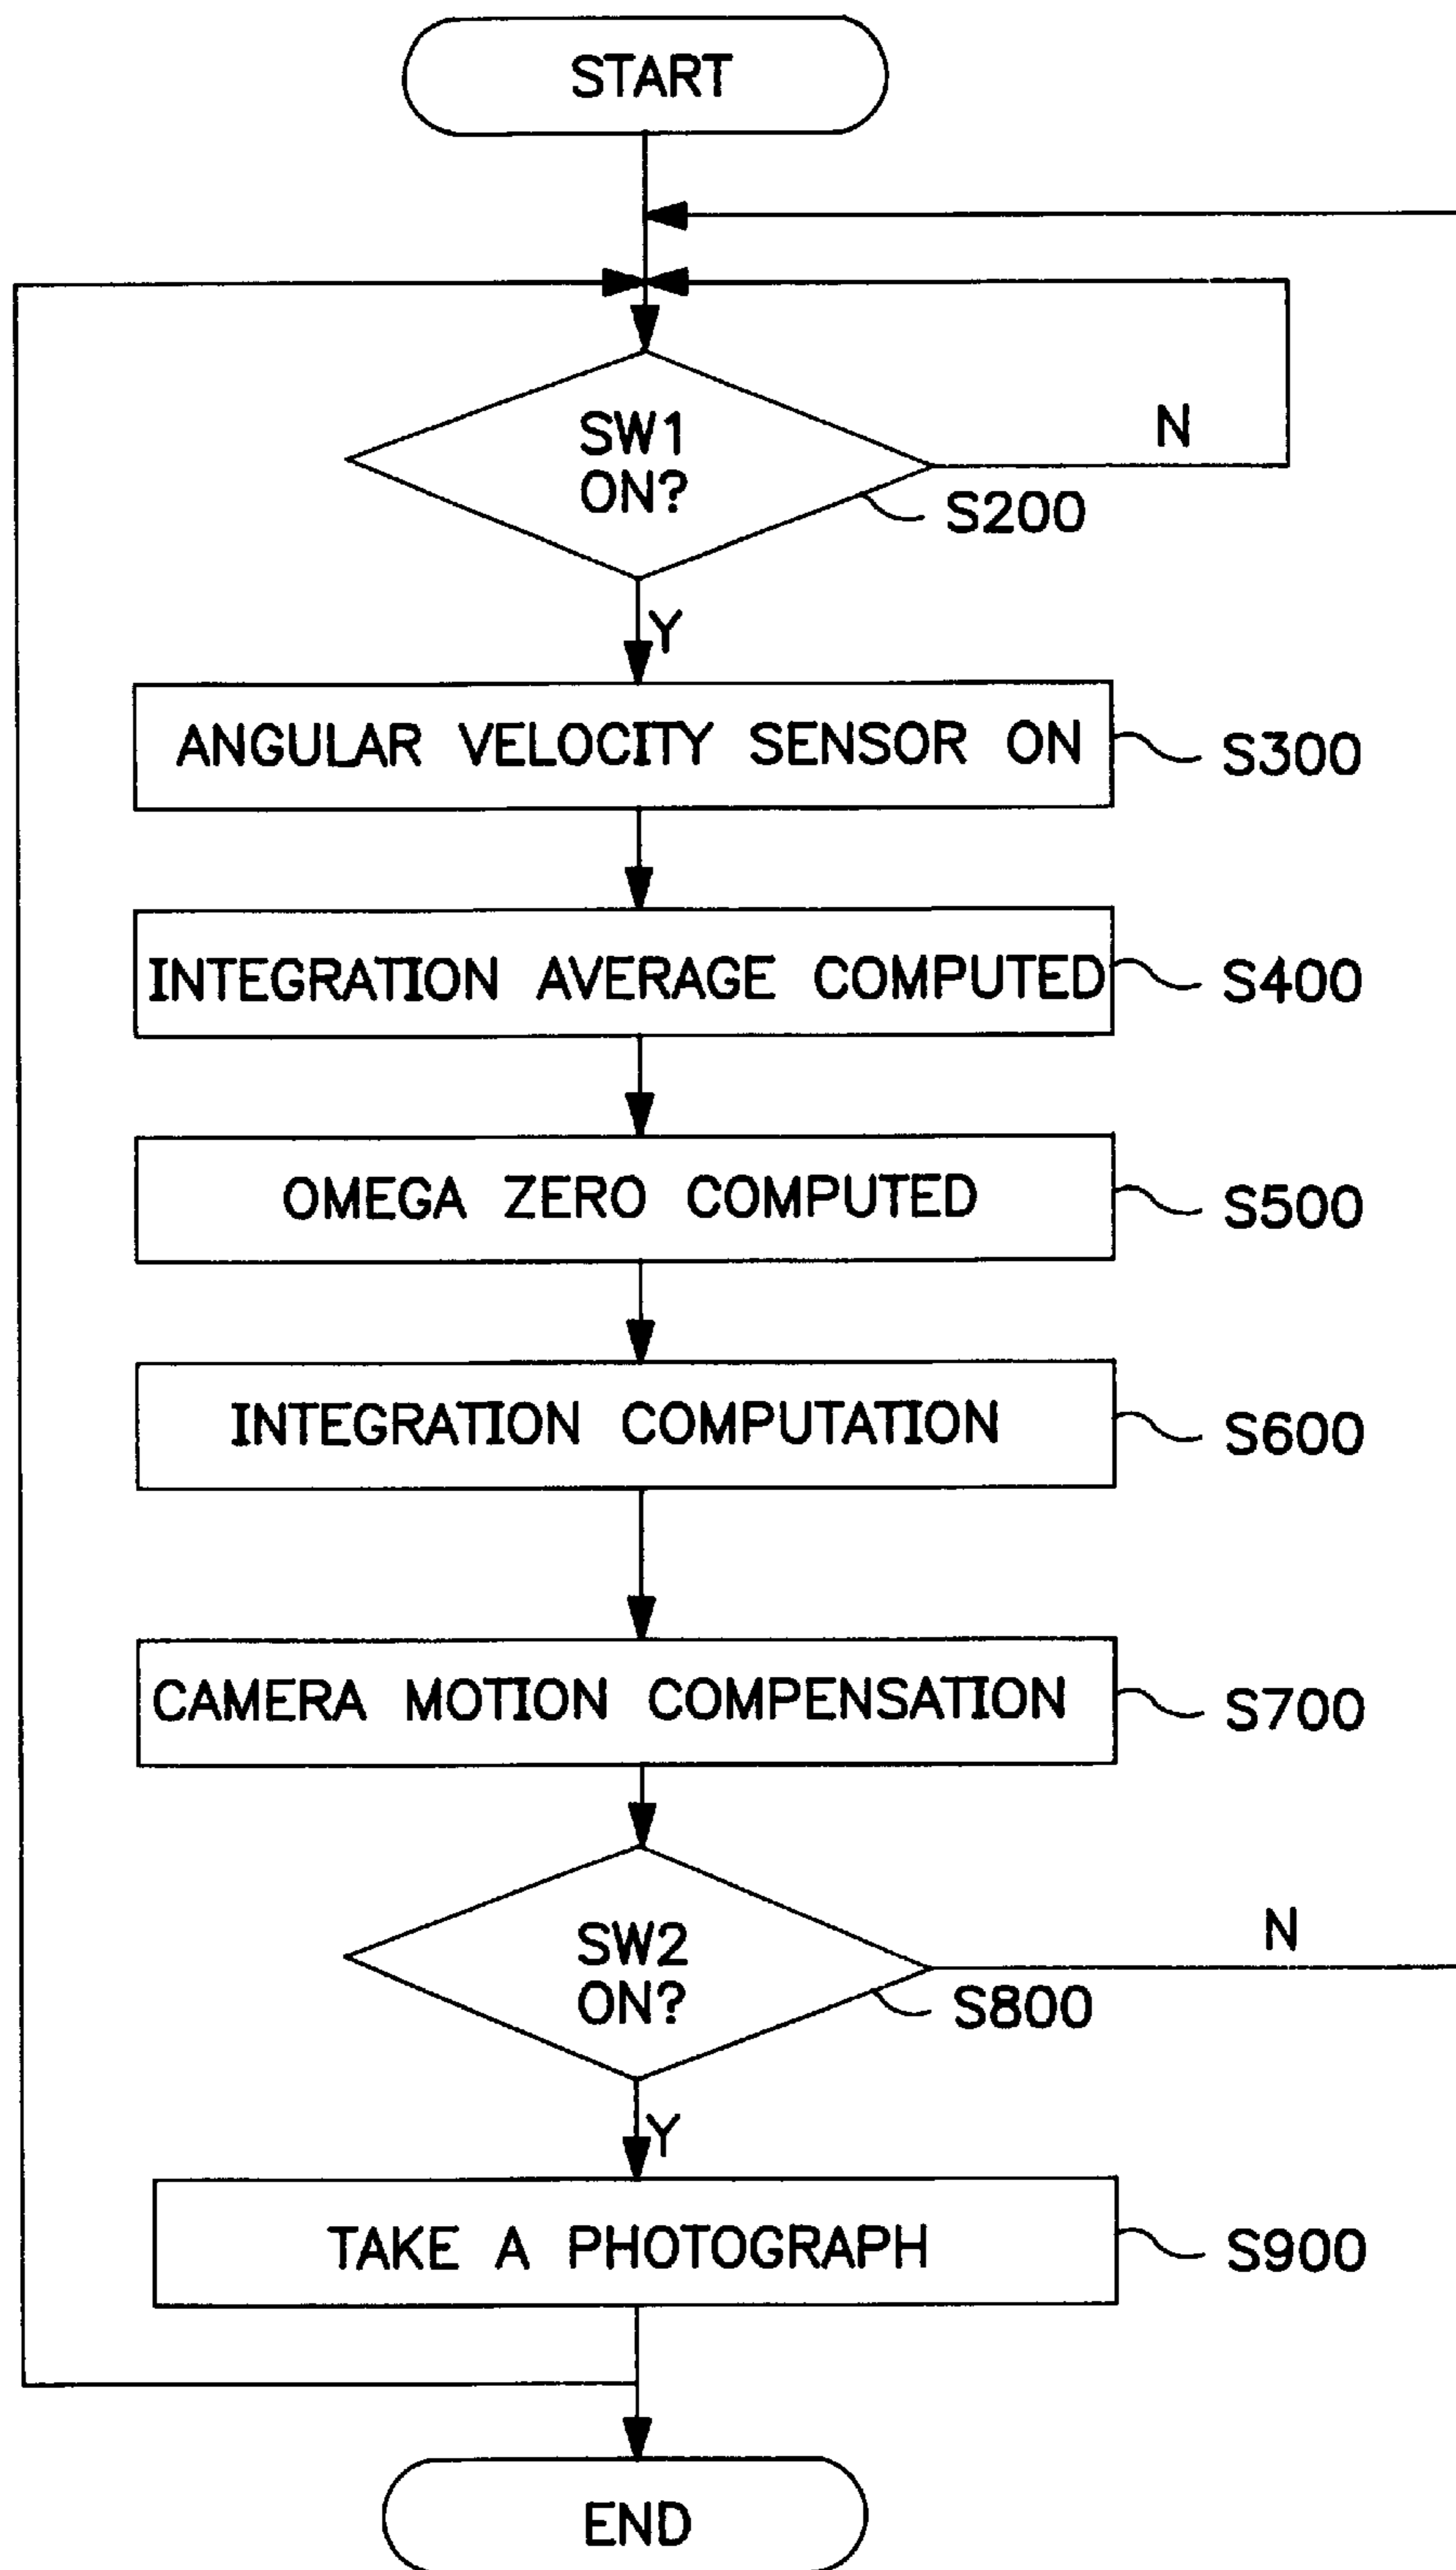 START
SW1
ON?
N
S200
Y
ANGULAR VELOCITY SENSOR ON
S300
INTEGRATION AVERAGE COMPUTED
S400
OMEGA ZERO COMPUTED
S500
INTEGRATION COMPUTATION
S600
CAMERA MOTION COMPENSATION
S700
SW2
ON?
N
S800
Y
TAKE A PHOTOGRAPH
S900
END